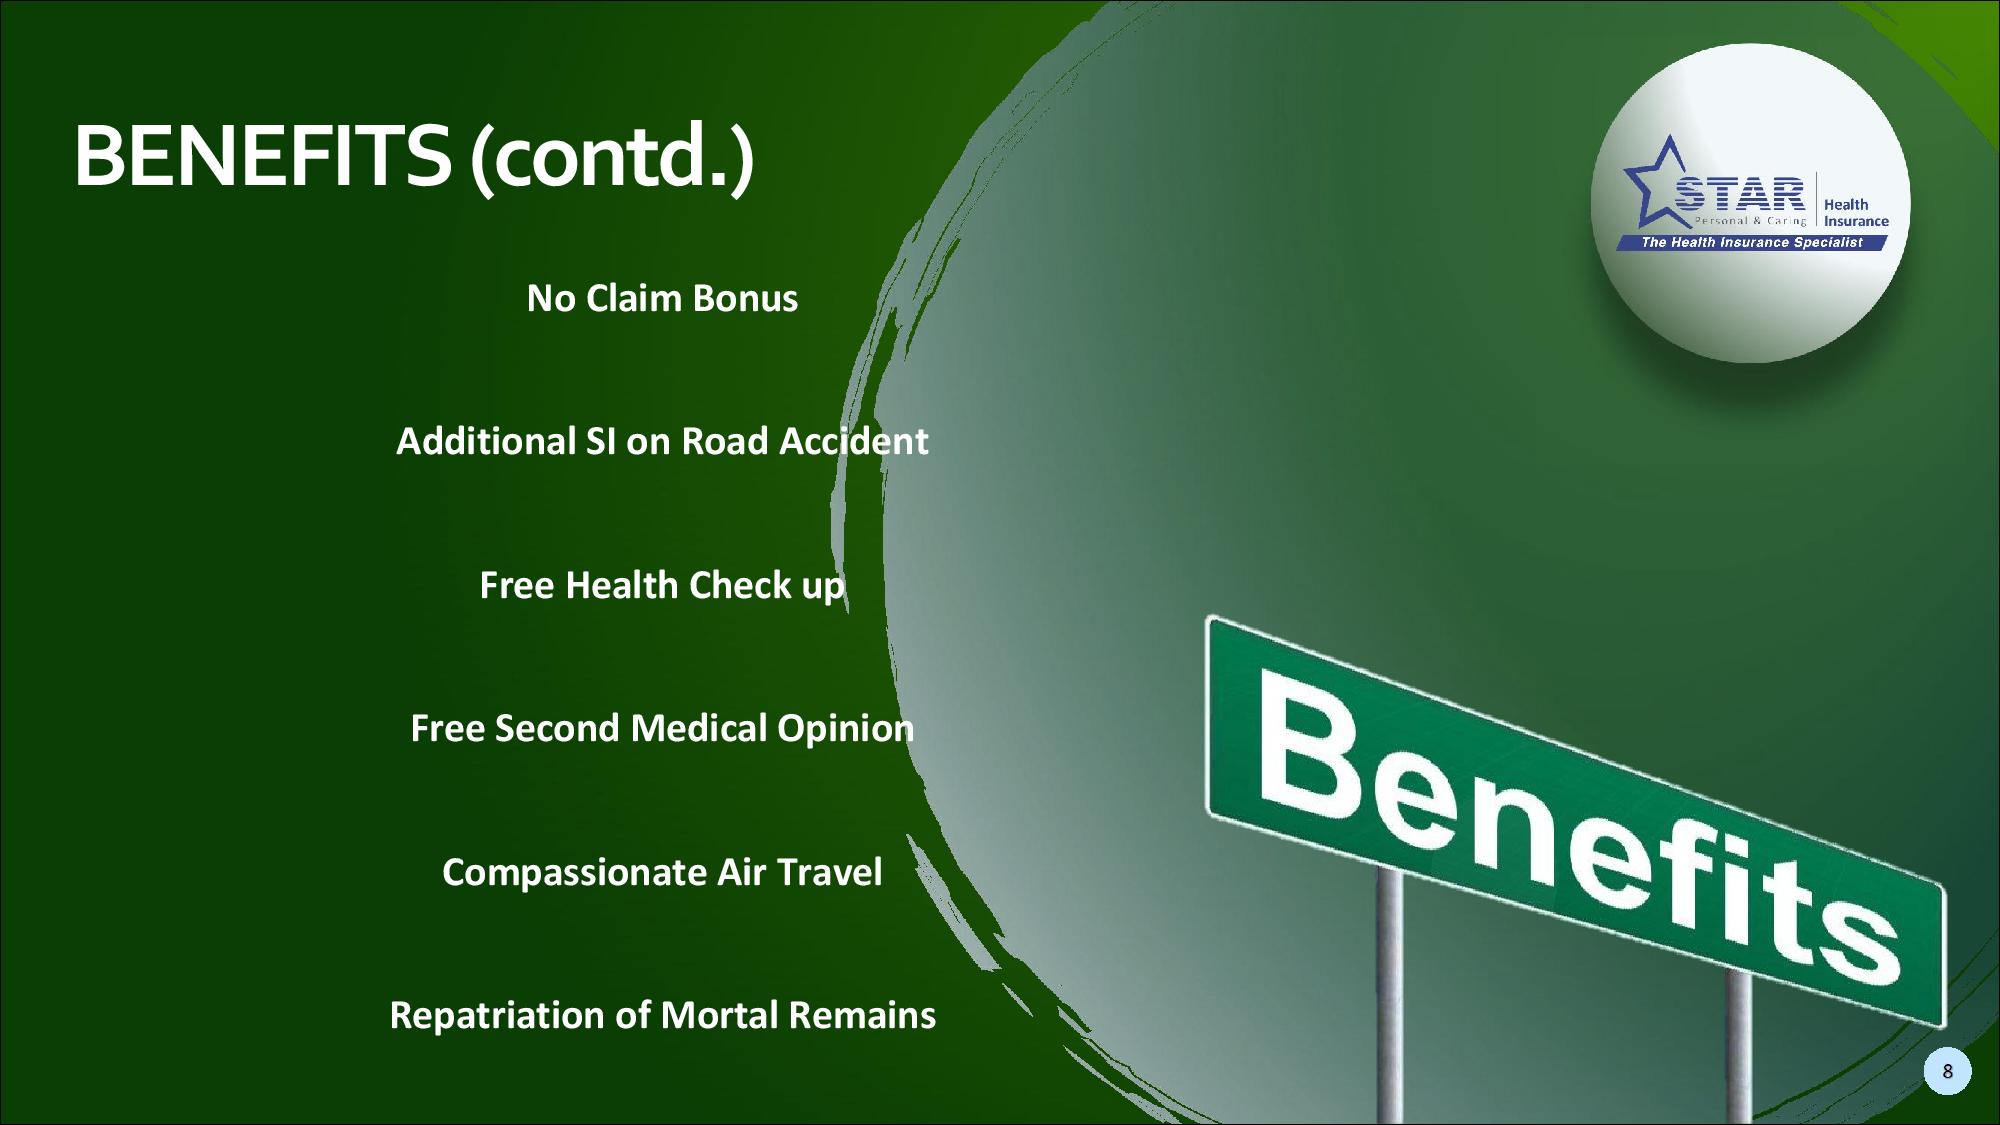 BENEFITS (contd.)
STAR
Personal & Caring
Health
Insurance
The Health Insurance Specialist
No Claim Bonus
Additional SI on Road Accident
Free Health Check up
Free Second Medical Opinion
Compassionate Air Travel
Repatriation of Mortal Remains
Benefits
8